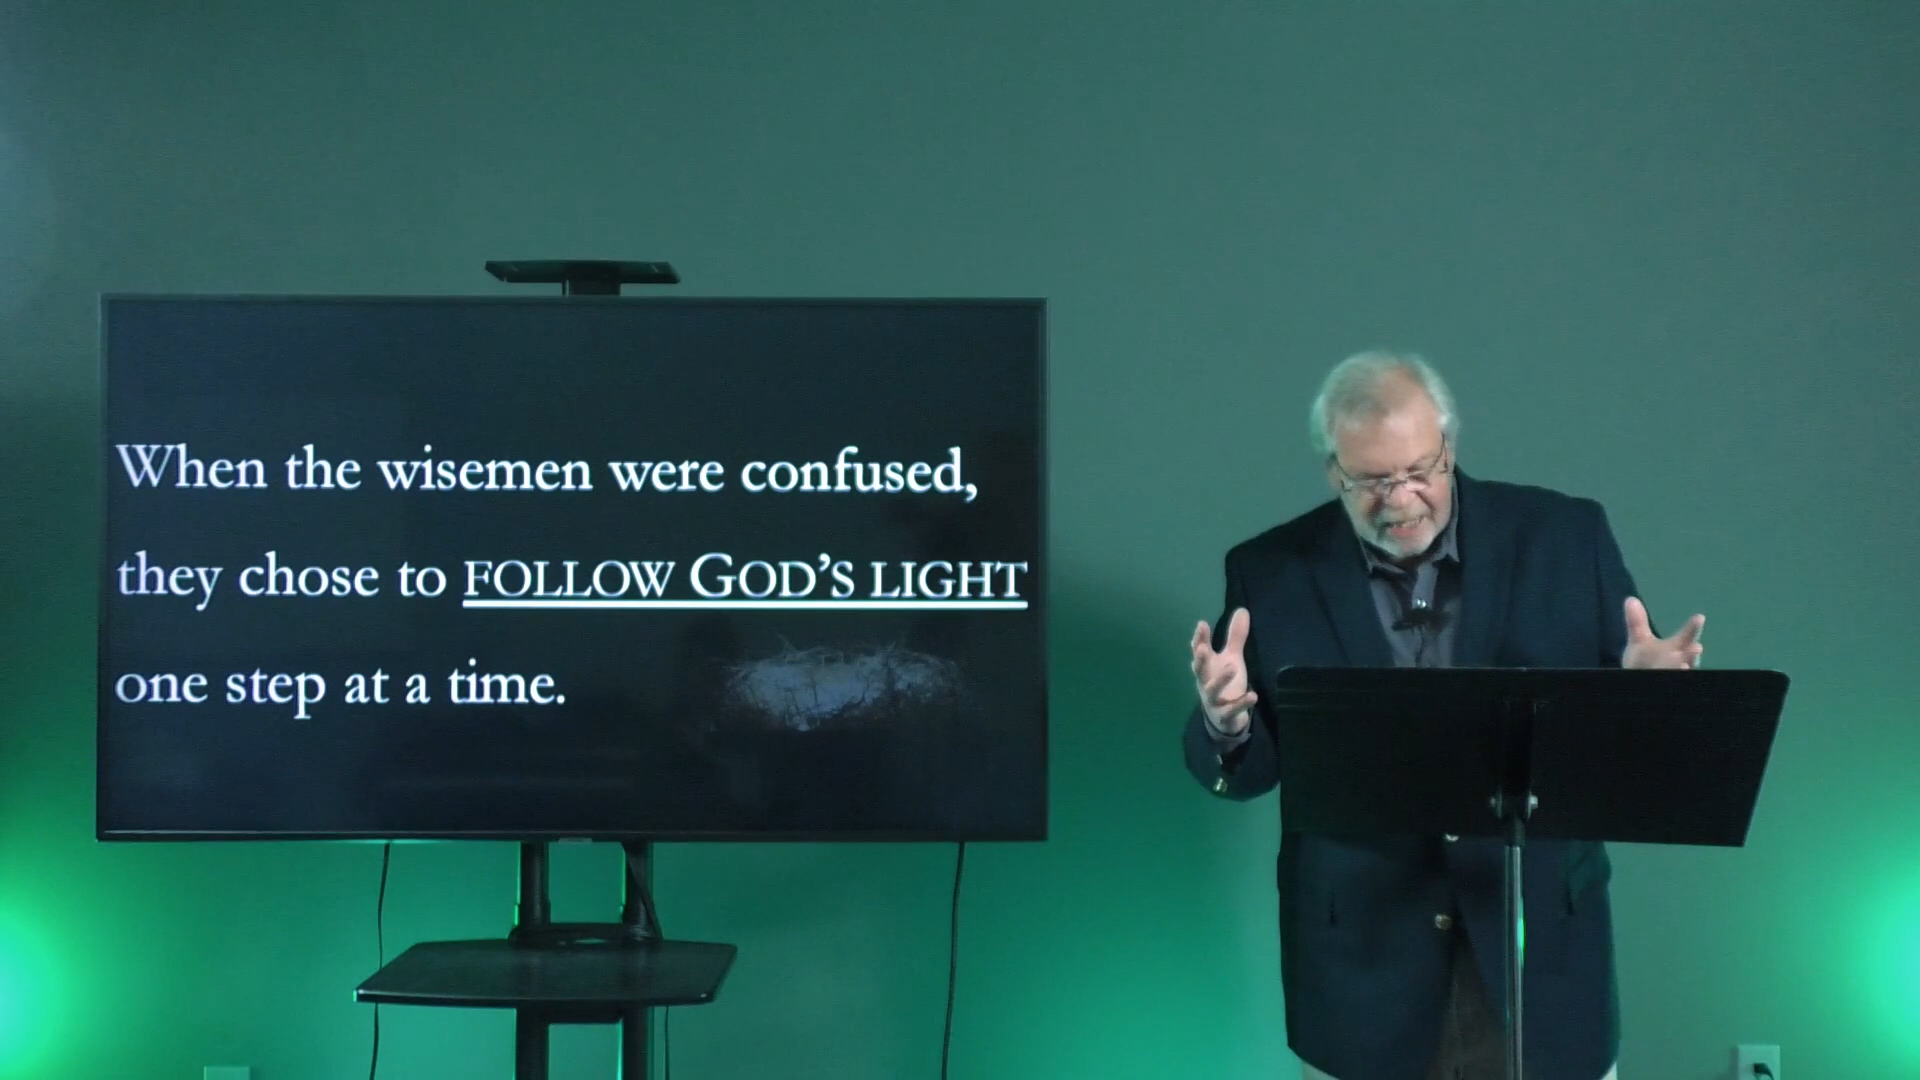 When the wisemen were confused,
they chose to FOLLOW GOD'S LIGHT
one step at a time.